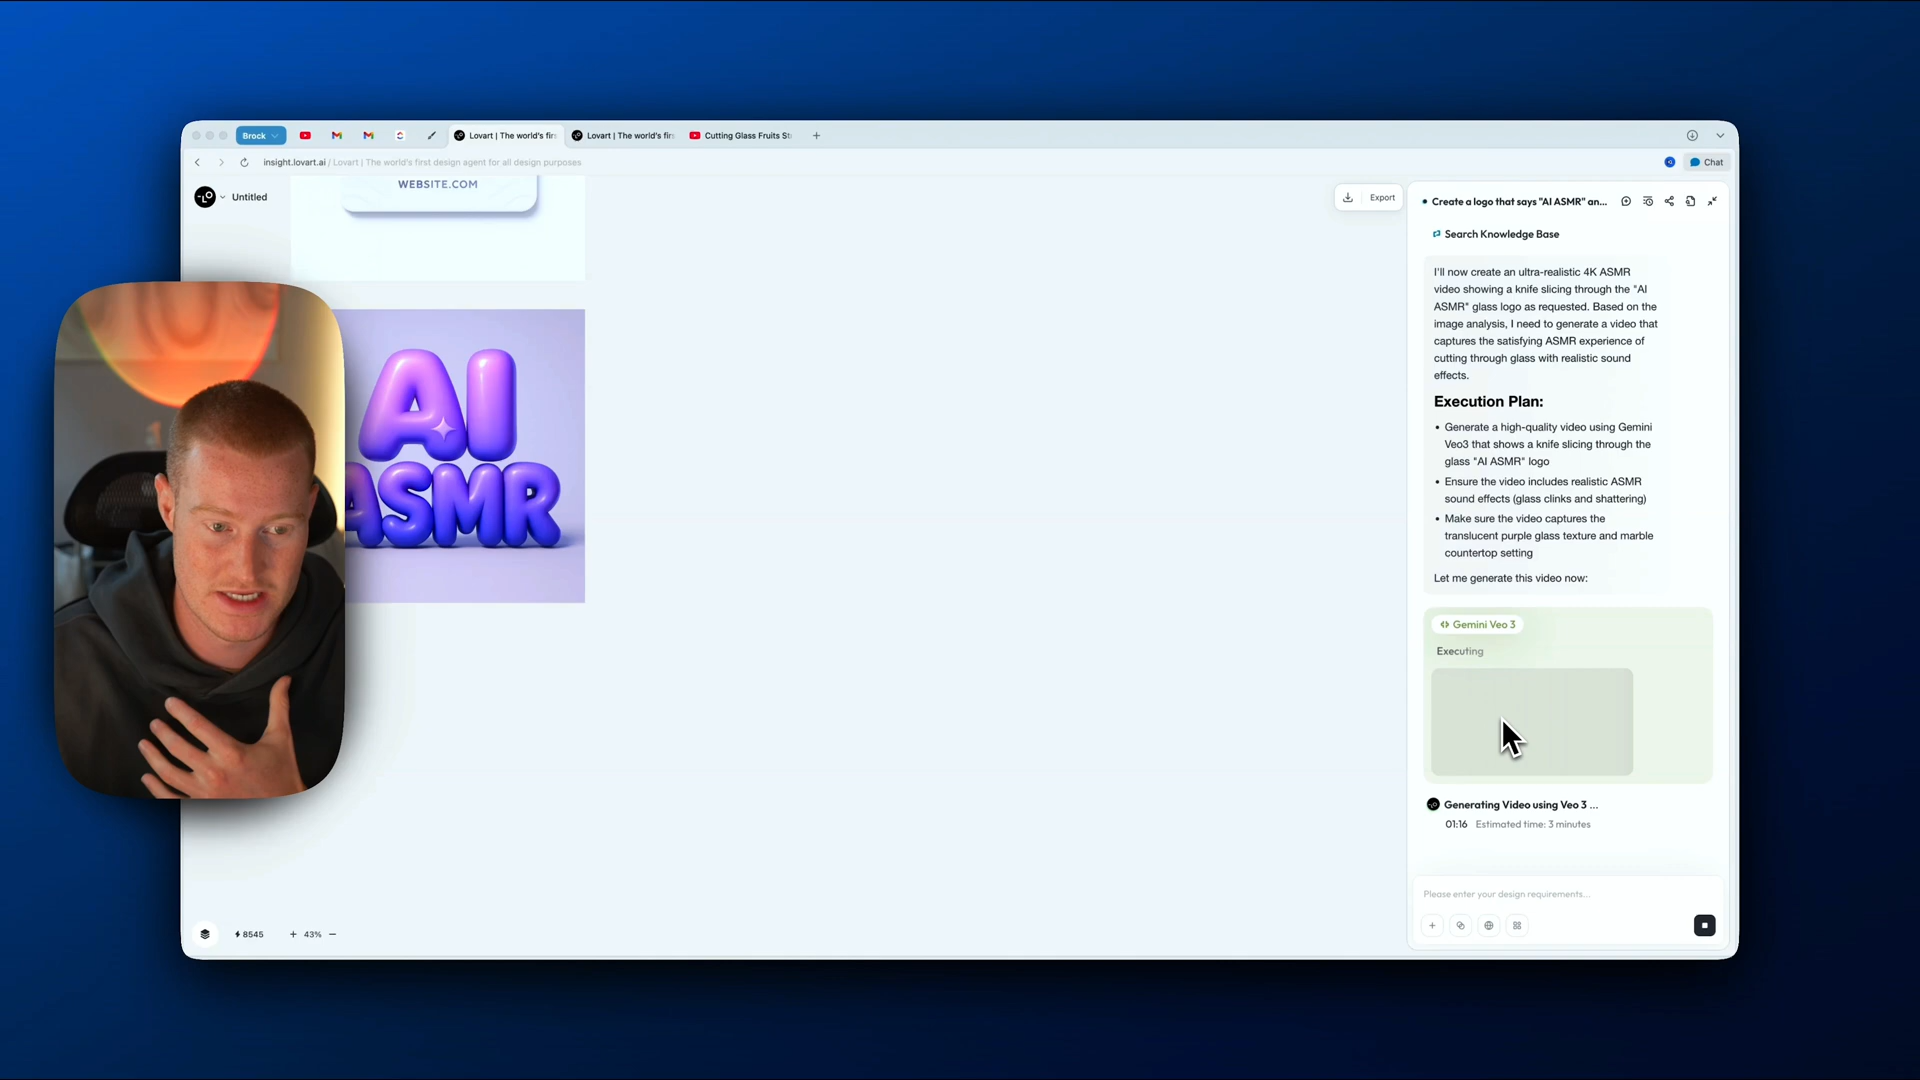 Brock
Lovart | The world's firs
Lovart | The world's firs
Cutting Glass Fruits St
insight.lovart.ai / Lovart | The world's first design agent for all design purposes
Chat
Untitled
WEBSITE.COM
Export
AI
ASMR
8545
43%
Create a logo that says "AI ASMR" an...
Search Knowledge Base
I'll now create an ultra-realistic 4K ASMR
video showing a knife slicing through the "AI
ASMR" glass logo as requested. Based on the
image analysis, I need to generate a video that
captures the satisfying ASMR experience of
cutting through glass with realistic sound
effects.
Execution Plan:
• Generate a high-quality video using Gemini
Veo3 that shows a knife slicing through the
glass "AI ASMR" logo
• Ensure the video includes realistic ASMR
sound effects (glass clinks and shattering)
• Make sure the video captures the
translucent purple glass texture and marble
countertop setting
Let me generate this video now:
Gemini Veo 3
Executing
Generating Video using Veo 3 ...
01:16 Estimated time: 3 minutes
Please enter your design requirements...